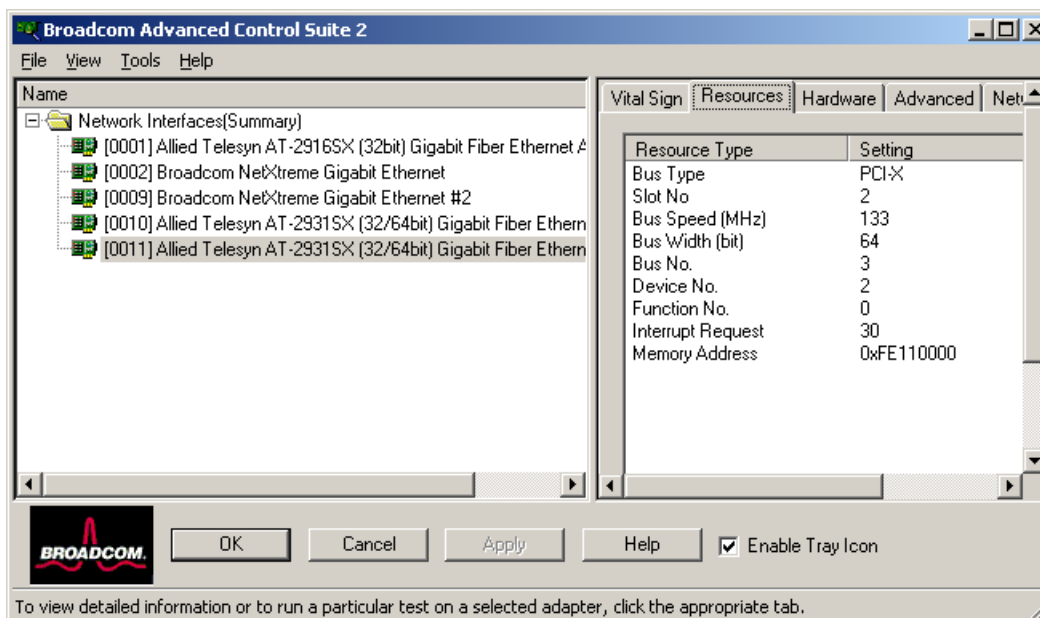 Broadcom Advanced Control Suite 2
File View Tools Help
Name
Network Interfaces(Summary)
[0001] Allied Telesyn AT-2916SX (32bit) Gigabit Fiber Ethernet A
[0002] Broadcom NetXtreme Gigabit Ethernet
[0009] Broadcom NetXtreme Gigabit Ethernet #2
[0010] Allied Telesyn AT-2931SX (32/64bit) Gigabit Fiber Ethern
[0011] Allied Telesyn AT-2931SX (32/64bit) Gigabit Fiber Ethern
Vital Sign Resources Hardware Advanced Netw
Resource Type Setting
Bus Type PCI-X
Slot No 2
Bus Speed (MHz) 133
Bus Width (bit) 64
Bus No. 3
Device No. 2
Function No. 0
Interrupt Request 30
Memory Address 0xFE110000
BROADCOM.
OK Cancel Apply Help Enable Tray Icon
To view detailed information or to run a particular test on a selected adapter, click the appropriate tab.